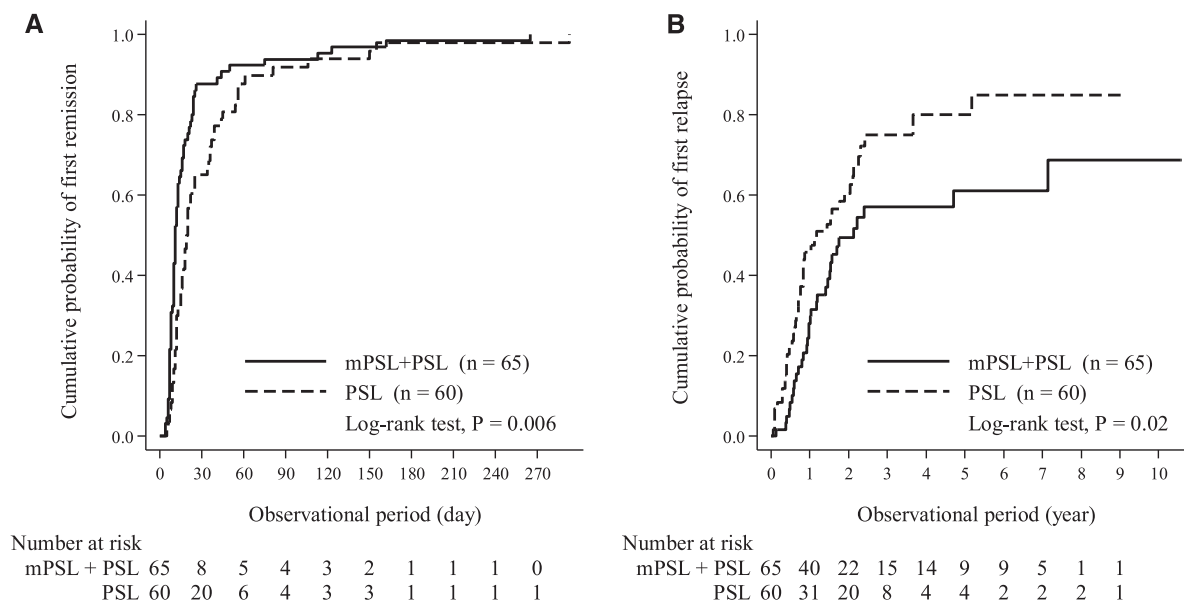 A
Cumulative probability of first remission
1.0
0.8
0.6
0.4
0.2
0.0
mPSL+PSL (n = 65)
PSL (n = 60)
Log-rank test, P = 0.006
0 30 60 90 120 150 180 210 240 270
Observational period (day)
Number at risk
mPSL + PSL 65 8 5 4 3 2 1 1 1 0
PSL 60 20 6 4 3 3 1 1 1 1
B
Cumulative probability of first relapse
1.0
0.8
0.6
0.4
0.2
0.0
mPSL+PSL (n = 65)
PSL (n = 60)
Log-rank test, P = 0.02
0 1 2 3 4 5 6 7 8 9 10
Observational period (year)
Number at risk
mPSL + PSL 65 40 22 15 14 9 9 5 1 1
PSL 60 31 20 8 4 4 2 2 2 1